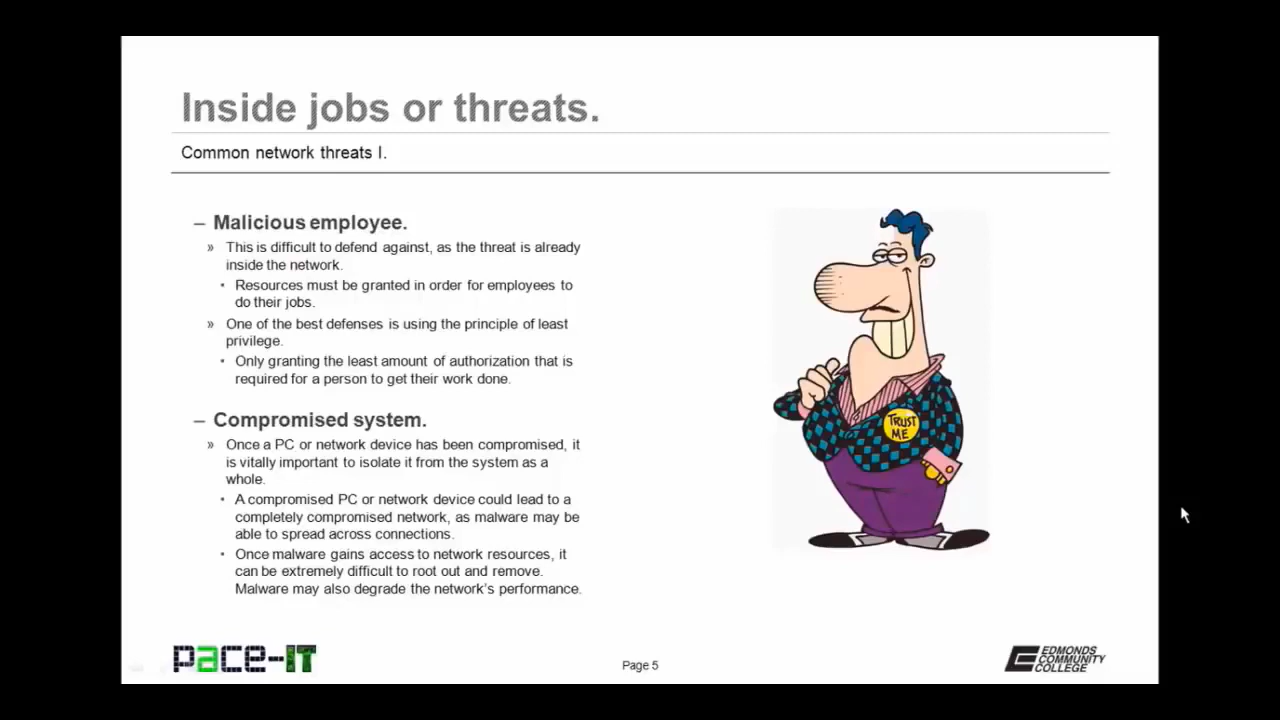 Inside jobs or threats.
Common network threats I.
– Malicious employee.
» This is difficult to defend against, as the threat is already
inside the network.
• Resources must be granted in order for employees to
do their jobs.
» One of the best defenses is using the principle of least
privilege.
• Only granting the least amount of authorization that is
required for a person to get their work done.
– Compromised system.
» Once a PC or network device has been compromised, it
is vitally important to isolate it from the system as a
whole.
• A compromised PC or network device could lead to a
completely compromised network, as malware may be
able to spread across connections.
• Once malware gains access to network resources, it
can be extremely difficult to root out and remove.
Malware may also degrade the network's performance.
TRUST
ME
pace-IT
Page 5
EDMONDS
COMMUNITY
COLLEGE